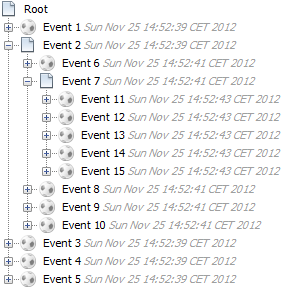 Root
Event 1 Sun Nov 25 14:52:39 CET 2012
Event 2 Sun Nov 25 14:52:39 CET 2012
Event 6 Sun Nov 25 14:52:41 CET 2012
Event 7 Sun Nov 25 14:52:41 CET 2012
Event 11 Sun Nov 25 14:52:43 CET 2012
Event 12 Sun Nov 25 14:52:43 CET 2012
Event 13 Sun Nov 25 14:52:43 CET 2012
Event 14 Sun Nov 25 14:52:43 CET 2012
Event 15 Sun Nov 25 14:52:43 CET 2012
Event 8 Sun Nov 25 14:52:41 CET 2012
Event 9 Sun Nov 25 14:52:41 CET 2012
Event 10 Sun Nov 25 14:52:41 CET 2012
Event 3 Sun Nov 25 14:52:39 CET 2012
Event 4 Sun Nov 25 14:52:39 CET 2012
Event 5 Sun Nov 25 14:52:39 CET 2012